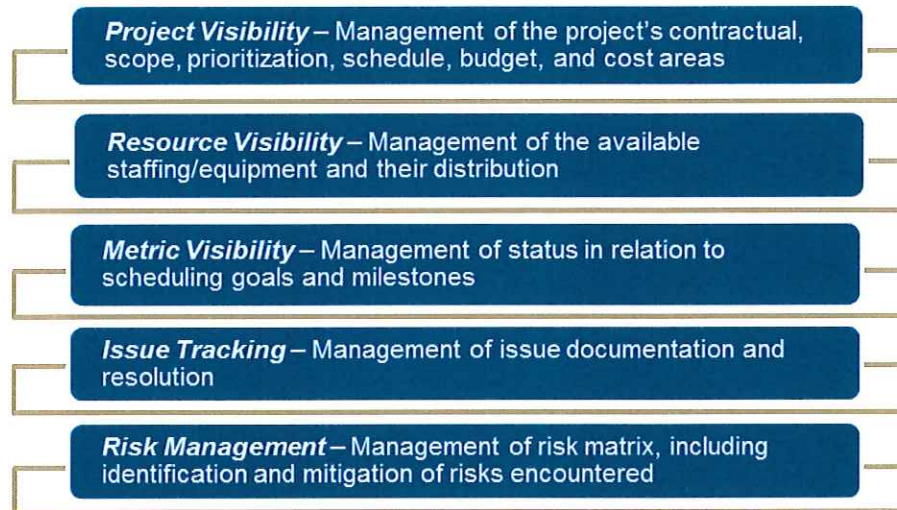 Project Visibility – Management of the project's contractual,
scope, prioritization, schedule, budget, and cost areas
Resource Visibility – Management of the available
staffing/equipment and their distribution
Metric Visibility – Management of status in relation to
scheduling goals and milestones
Issue Tracking – Management of issue documentation and
resolution
Risk Management – Management of risk matrix, including
identification and mitigation of risks encountered